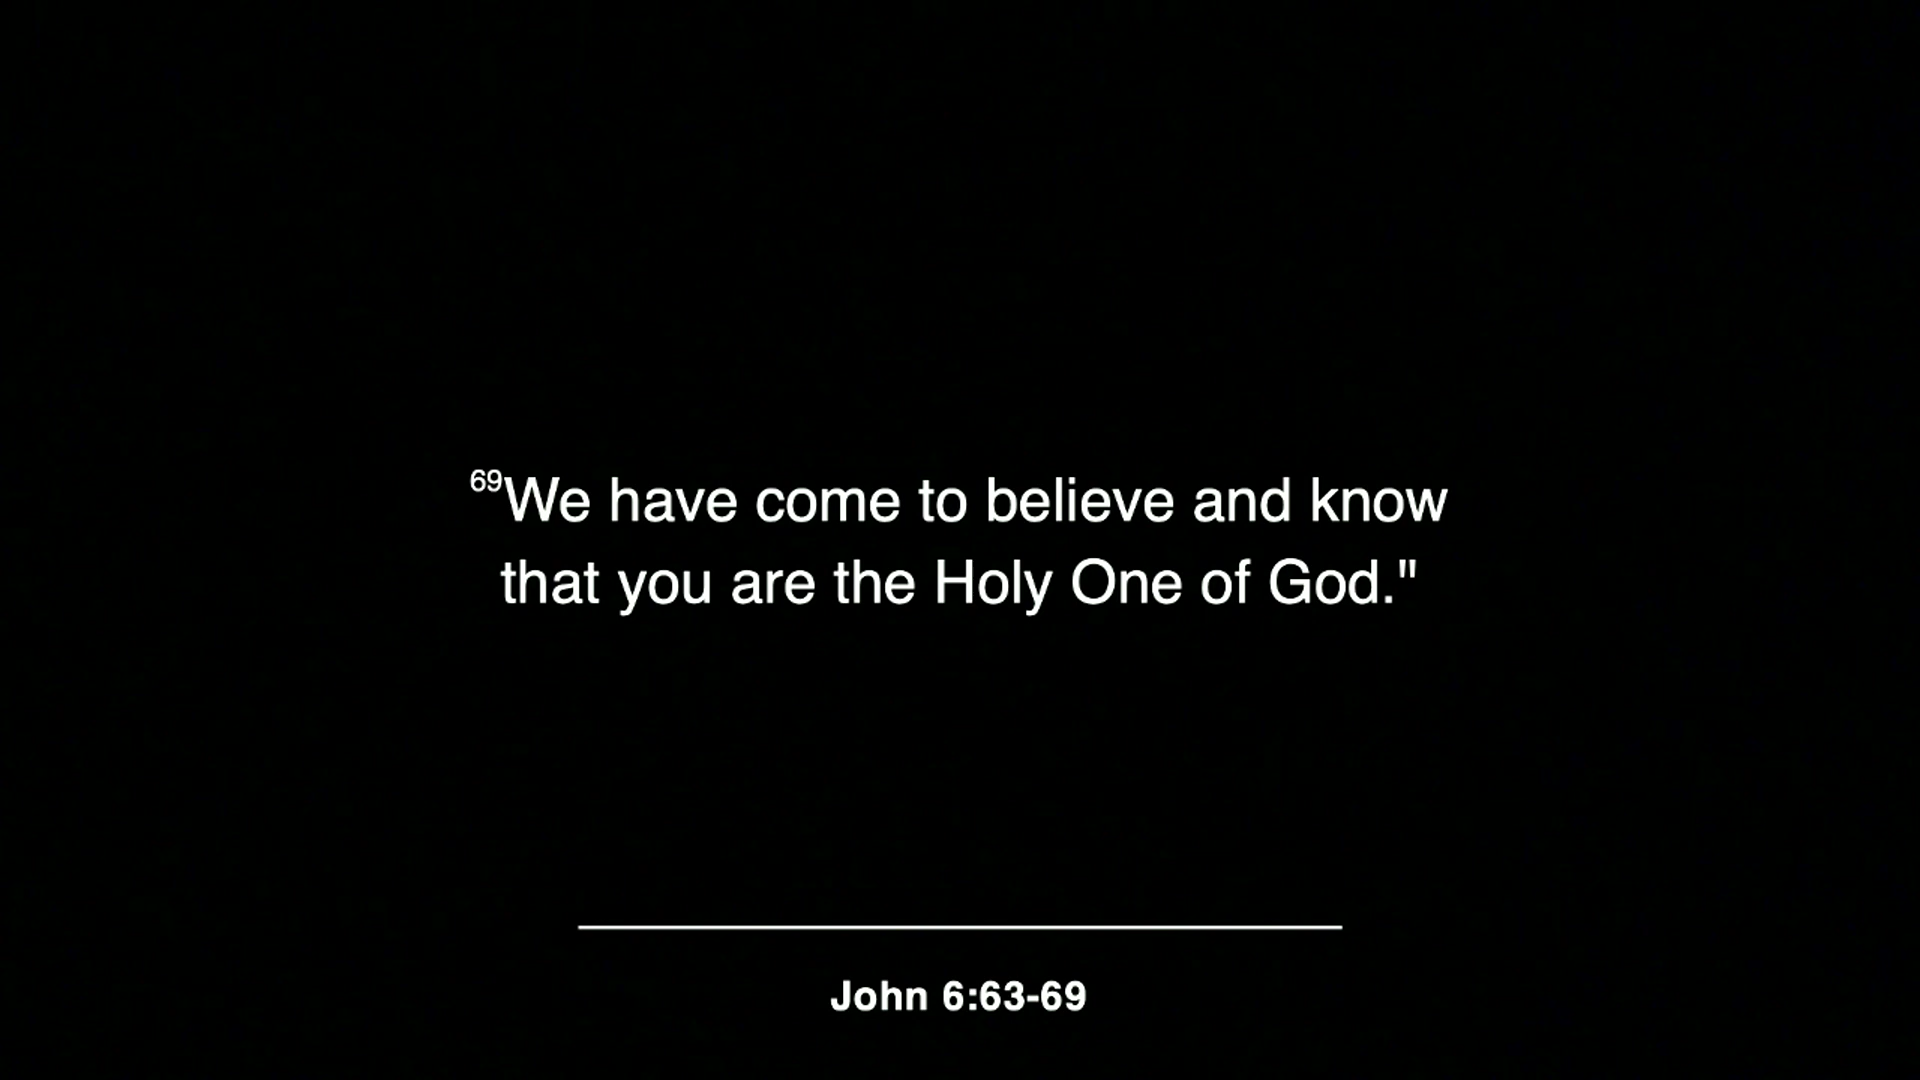 69We have come to believe and know
that you are the Holy One of God."
John 6:63-69